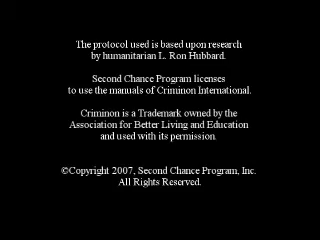 The protocol used is based upon research
by humanitarian L. Ron Hubbard.
Second Chance Program licenses
to use the manuals of Criminon International.
Criminon is a Trademark owned by the
Association for Better Living and Education
and used with its permission.
©Copyright 2007, Second Chance Program, Inc.
All Rights Reserved.